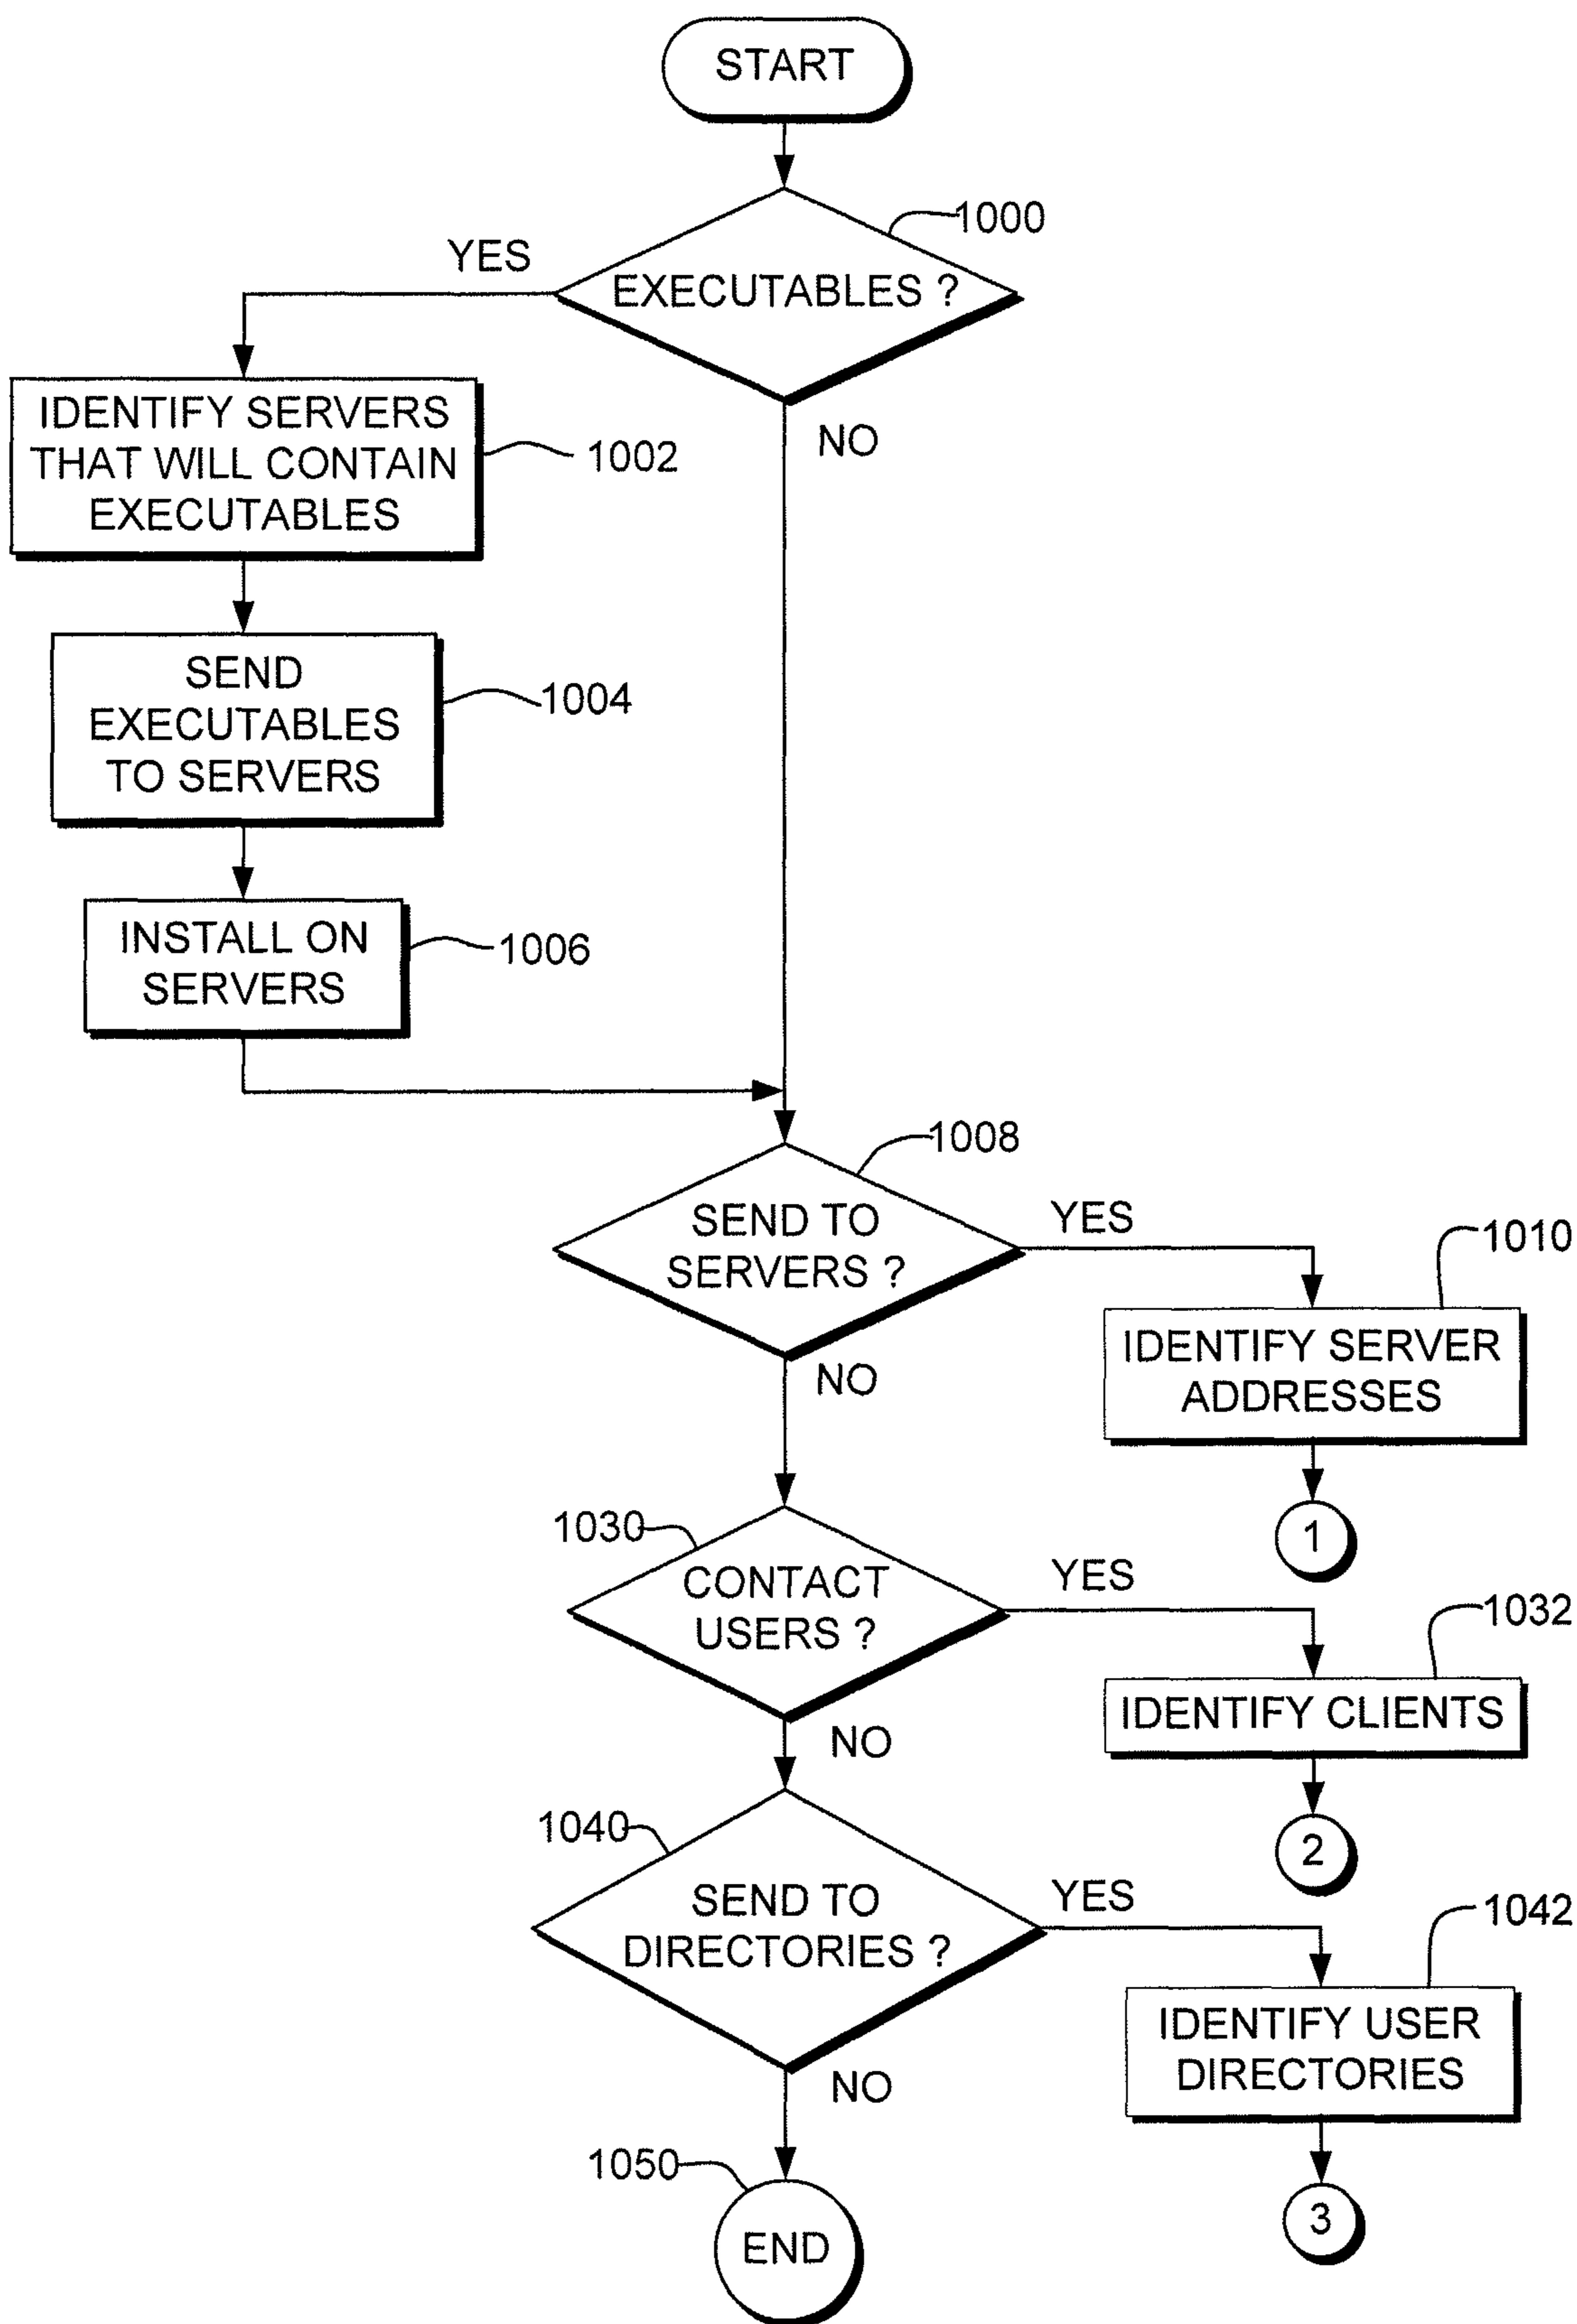 START
1000
YES
EXECUTABLES ?
IDENTIFY SERVERS
THAT WILL CONTAIN
EXECUTABLES
1002
NO
SEND
EXECUTABLES
TO SERVERS
1004
INSTALL ON
SERVERS
1006
1008
SEND TO
SERVERS ?
YES
1010
IDENTIFY SERVER
ADDRESSES
NO
1
1030
CONTACT
USERS ?
YES
1032
IDENTIFY CLIENTS
NO
2
1040
SEND TO
DIRECTORIES ?
YES
1042
IDENTIFY USER
DIRECTORIES
NO
3
1050
END